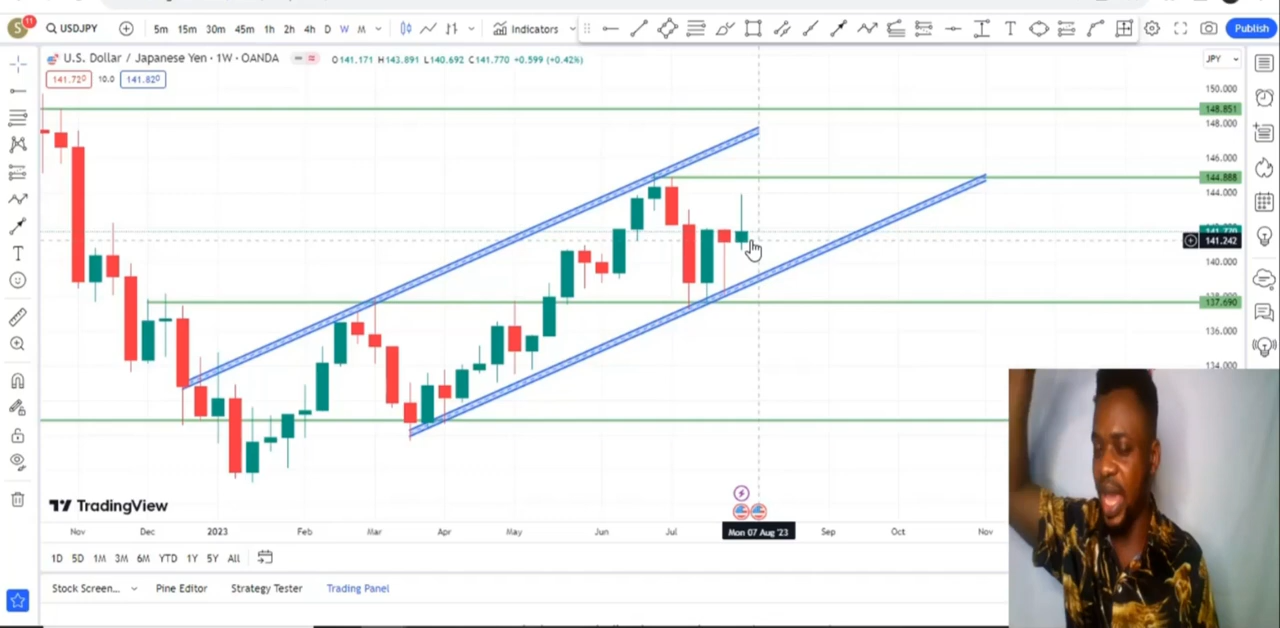 S 11 USDJPY 5m 15m 30m 45m 1h 2h 4h D W M Indicators Publish
U.S. Dollar / Japanese Yen · 1W · OANDA O141.171 H143.891 L140.692 C141.770 +0.599 (+0.42%) JPY
141.720 10.0 141.820
150.000
148.851
148.000
146.000
144.888
144.000
141.770
141.242
140.000
137.690
136.000
134.000
TradingView
Nov Dec 2023 Feb Mar Apr May Jun Jul Mon 07 Aug '23 Sep Oct Nov
1D 5D 1M 3M 6M YTD 1Y 5Y All
Stock Screen... Pine Editor Strategy Tester Trading Panel